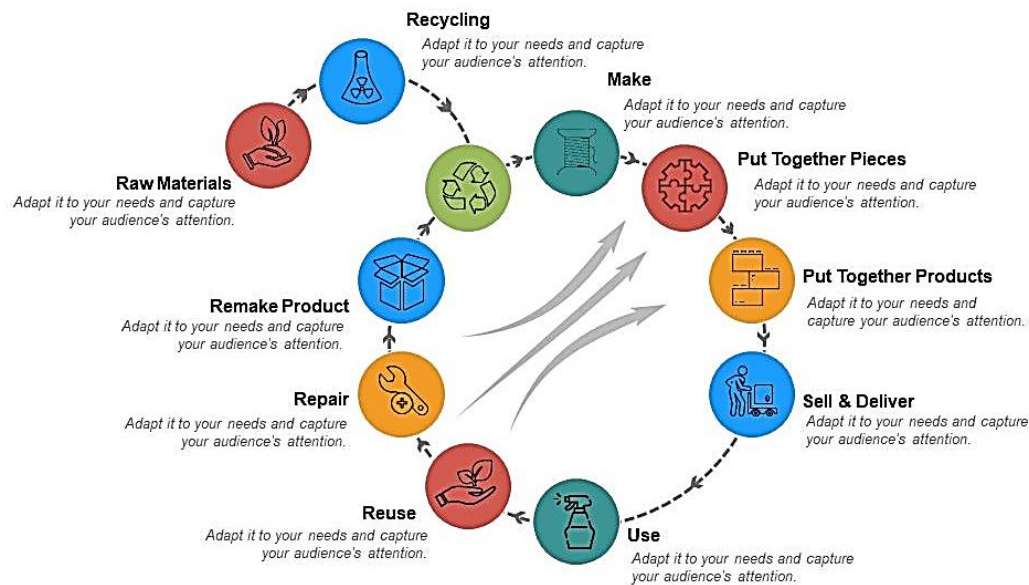 Recycling
Adapt it to your needs and capture
your audience's attention.
Make
Adapt it to your needs and capture
your audience's attention.
Raw Materials
Adapt it to your needs and capture
your audience's attention.
Put Together Pieces
Adapt it to your needs and capture
your audience's attention.
Remake Product
Adapt it to your needs and capture
your audience's attention.
Put Together Products
Adapt it to your needs and
capture your audience's attention.
Repair
Adapt it to your needs and capture
your audience's attention.
Sell & Deliver
Adapt it to your needs and capture
your audience's attention.
Reuse
Adapt it to your needs and capture
your audience's attention.
Use
Adapt it to your needs and capture
your audience's attention.